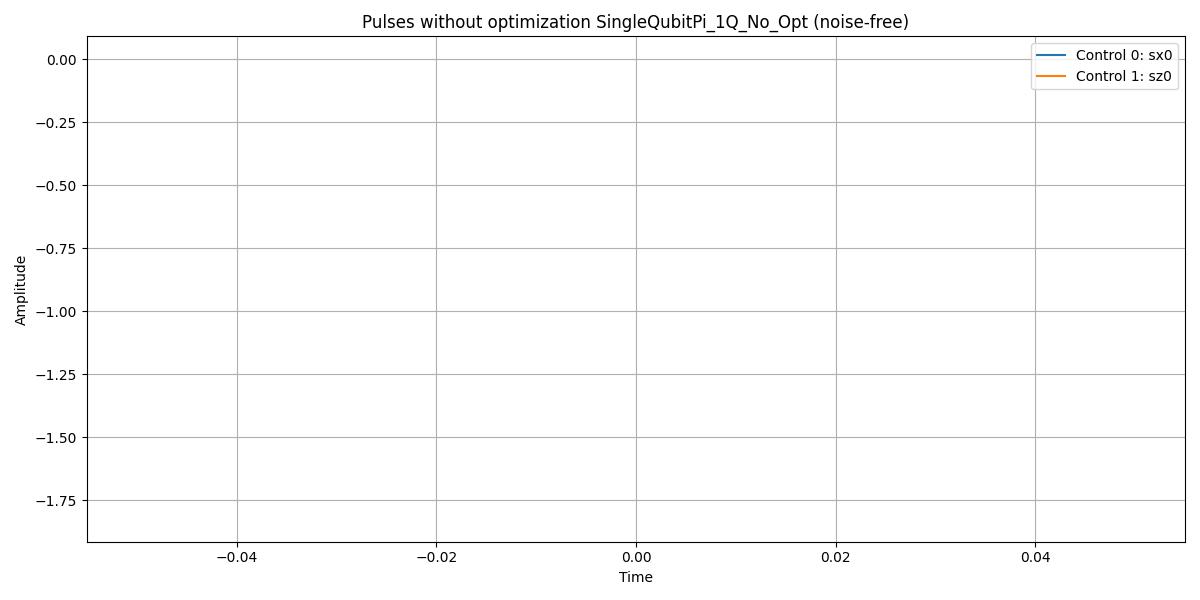 Pulses without optimization SingleQubitPi_1Q_No_Opt (noise-free)
Control 0: sx0
Control 1: sz0
0.00
−0.25
−0.50
−0.75
−1.00
−1.25
−1.50
−1.75
Amplitude
−0.04
−0.02
0.00
0.02
0.04
Time